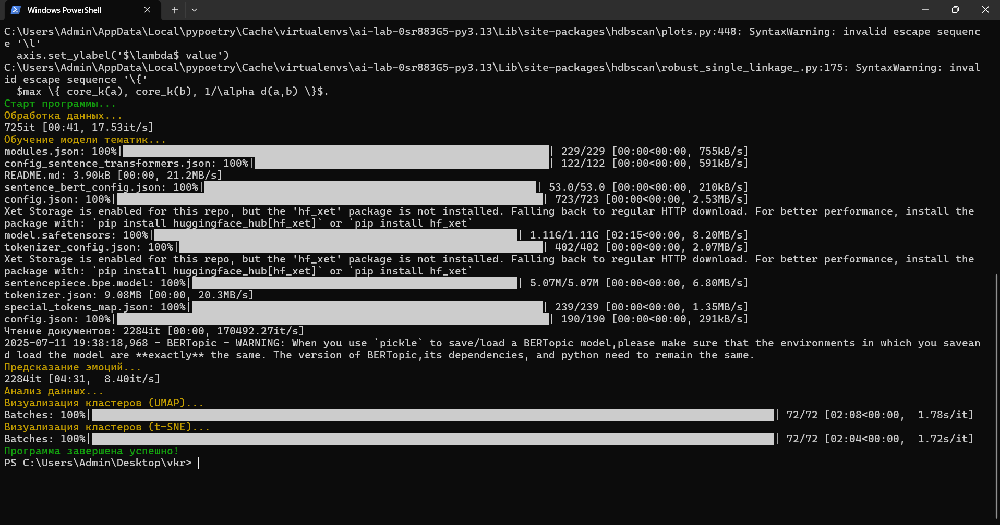 Windows PowerShell
C:\Users\Admin\AppData\Local\pypoetry\Cache\virtualenvs\ai-lab-0sr883G5-py3.13\Lib\site-packages\hdbscan\plots.py:448: SyntaxWarning: invalid escape sequenc
e '\l'
  axis.set_ylabel('$\lambda$ value')
C:\Users\Admin\AppData\Local\pypoetry\Cache\virtualenvs\ai-lab-0sr883G5-py3.13\Lib\site-packages\hdbscan\robust_single_linkage_.py:175: SyntaxWarning: inval
id escape sequence '\{'
  $max \{ core_k(a), core_k(b), 1/\alpha d(a,b) \}$.
Старт программы...
Обработка данных...
725it [00:41, 17.53it/s]
Обучение модели тематик...
modules.json: 100%| | 229/229 [00:00<00:00, 755kB/s]
config_sentence_transformers.json: 100%| | 122/122 [00:00<00:00, 591kB/s]
README.md: 3.90kB [00:00, 21.2MB/s]
sentence_bert_config.json: 100%| | 53.0/53.0 [00:00<00:00, 210kB/s]
config.json: 100%| | 723/723 [00:00<00:00, 2.53MB/s]
Xet Storage is enabled for this repo, but the 'hf_xet' package is not installed. Falling back to regular HTTP download. For better performance, install the
package with: `pip install huggingface_hub[hf_xet]` or `pip install hf_xet`
model.safetensors: 100%| | 1.11G/1.11G [02:15<00:00, 8.20MB/s]
tokenizer_config.json: 100%| | 402/402 [00:00<00:00, 2.07MB/s]
Xet Storage is enabled for this repo, but the 'hf_xet' package is not installed. Falling back to regular HTTP download. For better performance, install the
package with: `pip install huggingface_hub[hf_xet]` or `pip install hf_xet`
sentencepiece.bpe.model: 100%| | 5.07M/5.07M [00:00<00:00, 6.80MB/s]
tokenizer.json: 9.08MB [00:00, 20.3MB/s]
special_tokens_map.json: 100%| | 239/239 [00:00<00:00, 1.35MB/s]
config.json: 100%| | 190/190 [00:00<00:00, 291kB/s]
Чтение документов: 2284it [00:00, 170492.27it/s]
2025-07-11 19:38:18,968 - BERTopic - WARNING: When you use `pickle` to save/load a BERTopic model,please make sure that the environments in which you savean
d load the model are **exactly** the same. The version of BERTopic,its dependencies, and python need to remain the same.
Предсказание эмоций...
2284it [04:31,  8.40it/s]
Анализ данных...
Визуализация кластеров (UMAP)...
Batches: 100%| | 72/72 [02:08<00:00,  1.78s/it]
Визуализация кластеров (t-SNE)...
Batches: 100%| | 72/72 [02:04<00:00,  1.72s/it]
Программа завершена успешно!
PS C:\Users\Admin\Desktop\vkr>